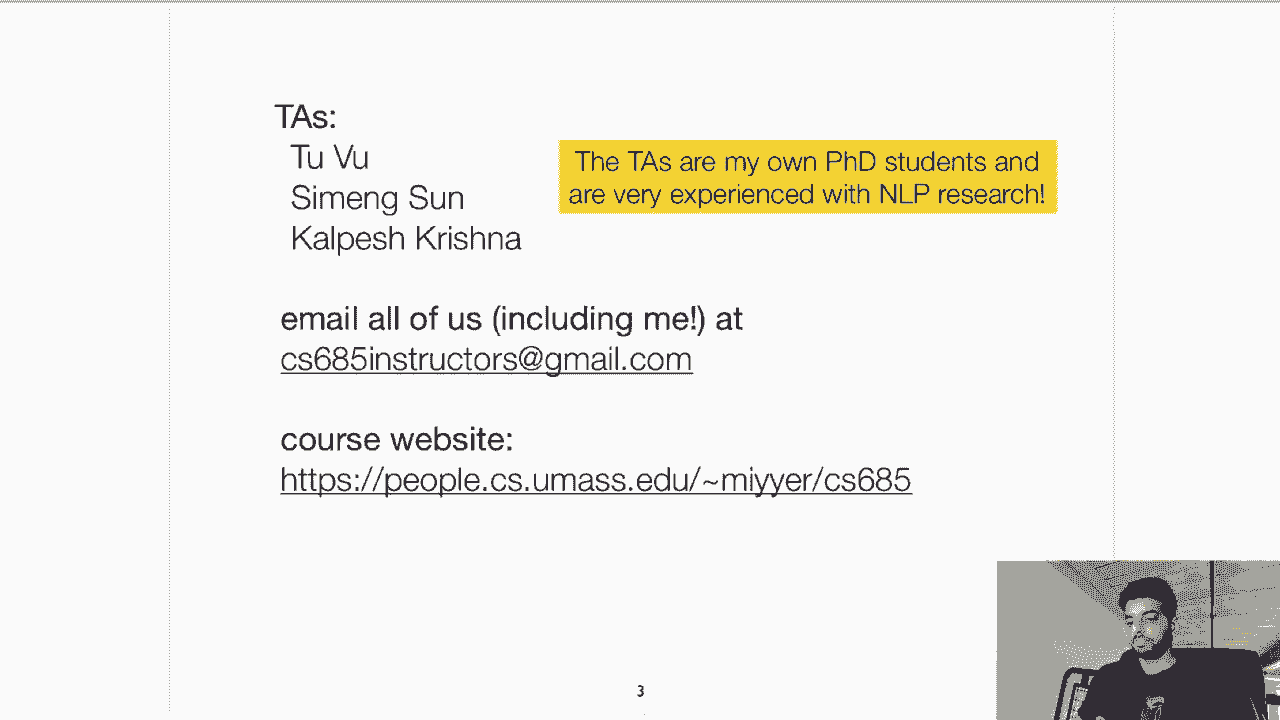 TAs:
Tu Vu
Simeng Sun
Kalpesh Krishna
The TAs are my own PhD students and
are very experienced with NLP research!
email all of us (including me!) at
cs685instructors@gmail.com
course website:
https://people.cs.umass.edu/~miyyer/cs685
3